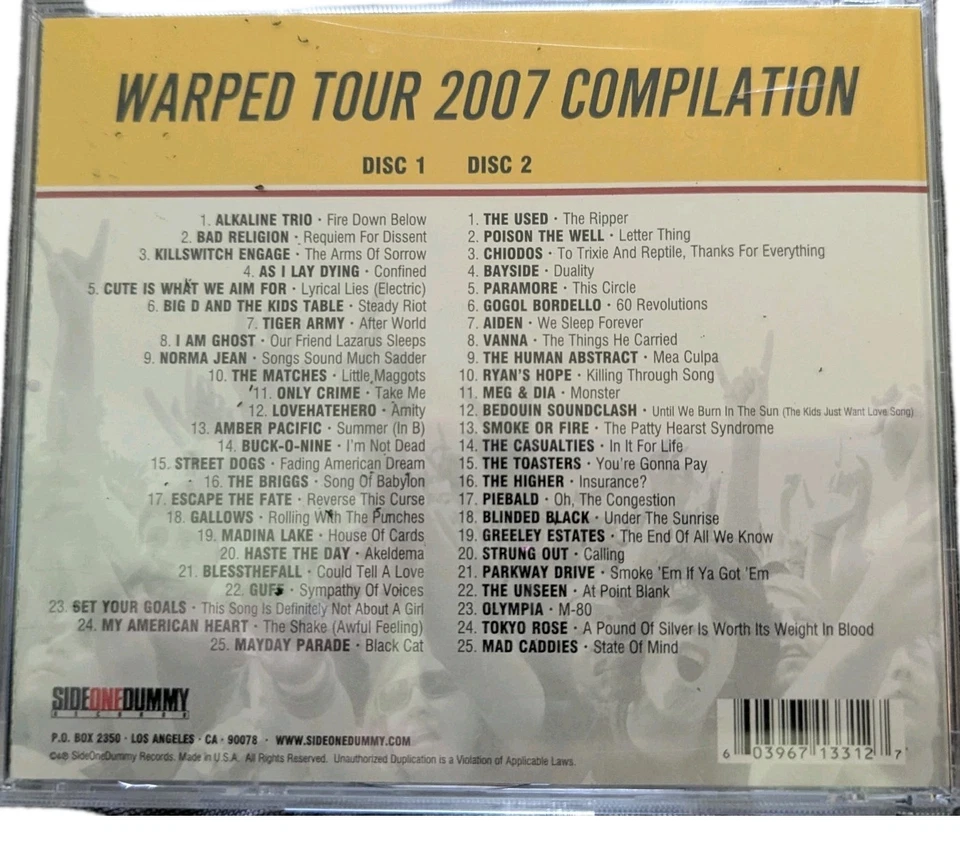 WARPED TOUR 2007 COMPILATION
DISC 1
1. ALKALINE TRIO · Fire Down Below
2. BAD RELIGION · Requiem For Dissent
3. KILLSWITCH ENGAGE · The Arms Of Sorrow
4. AS I LAY DYING · Confined
5. CUTE IS WHAT WE AIM FOR · Lyrical Lies (Electric)
6. BIG D AND THE KIDS TABLE · Steady Riot
7. TIGER ARMY · After World
8. I AM GHOST · Our Friend Lazarus Sleeps
9. NORMA JEAN · Songs Sound Much Sadder
10. THE MATCHES · Little Maggots
11. ONLY CRIME · Take Me
12. LOVEHATEHERO · Amity
13. AMBER PACIFIC · Summer (In B)
14. BUCK-O-NINE · I'm Not Dead
15. STREET DOGS · Fading American Dream
16. THE BRIGGS · Song Of Babylon
17. ESCAPE THE FATE · Reverse This Curse
18. GALLOWS · Rolling With The Punches
19. MADINA LAKE · House Of Cards
20. HASTE THE DAY · Akeldema
21. BLESSTHEFALL · Could Tell A Love
22. GUFF · Sympathy Of Voices
23. SET YOUR GOALS · This Song Is Definitely Not About A Girl
24. MY AMERICAN HEART · The Shake (Awful Feeling)
25. MAYDAY PARADE · Black Cat
DISC 2
1. THE USED · The Ripper
2. POISON THE WELL · Letter Thing
3. CHIODOS · To Trixie And Reptile, Thanks For Everything
4. BAYSIDE · Duality
5. PARAMORE · This Circle
6. GOGOL BORDELLO · 60 Revolutions
7. AIDEN · We Sleep Forever
8. VANNA · The Things He Carried
9. THE HUMAN ABSTRACT · Mea Culpa
10. RYAN'S HOPE · Killing Through Song
11. MEG & DIA · Monster
12. BEDOUIN SOUNDCLASH · Until We Burn In The Sun (The Kids Just Want Love Song)
13. SMOKE OR FIRE · The Patty Hearst Syndrome
14. THE CASUALTIES · In It For Life
15. THE TOASTERS · You're Gonna Pay
16. THE HIGHER · Insurance?
17. PIEBALD · Oh, The Congestion
18. BLINDED BLACK · Under The Sunrise
19. GREELEY ESTATES · The End Of All We Know
20. STRUNG OUT · Calling
21. PARKWAY DRIVE · Smoke 'Em If Ya Got 'Em
22. THE UNSEEN · At Point Blank
23. OLYMPIA · M-80
24. TOKYO ROSE · A Pound Of Silver Is Worth Its Weight In Blood
25. MAD CADDIES · State Of Mind
SIDEONEDUMMY
RECORDS
P.O. BOX 2350 · LOS ANGELES · CA · 90078 · WWW.SIDEONEDUMMY.COM
©℗ SideOneDummy Records. Made in U.S.A. All Rights Reserved. Unauthorized Duplication is a Violation of Applicable Laws.
6 03967 13312 7